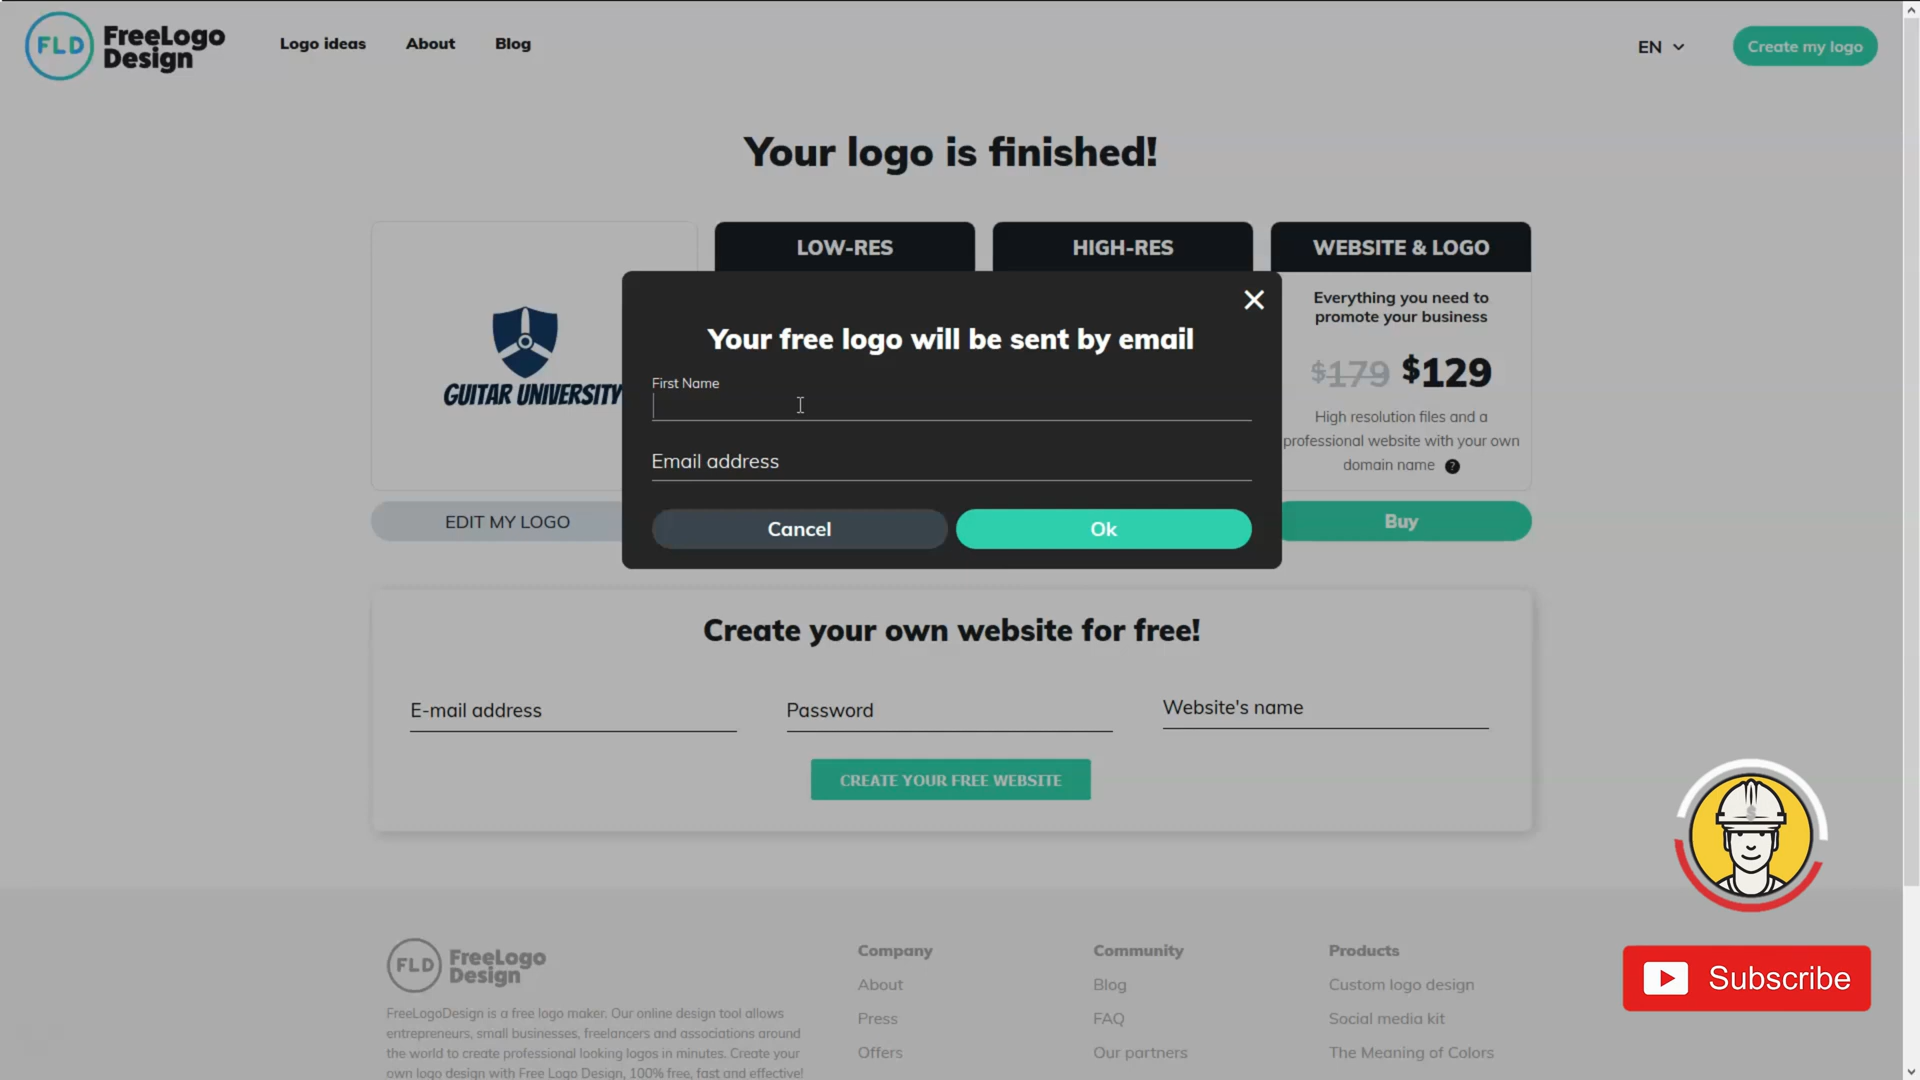 FLD FreeLogo
Design
Logo ideas
About
Blog
EN
Create my logo
Your logo is finished!
LOW-RES
HIGH-RES
WEBSITE & LOGO
GUITAR UNIVERSITY
Your free logo will be sent by email
First Name
Email address
Cancel
Ok
Everything you need to
promote your business
$179 $129
High resolution files and a
professional website with your own
domain name ?
EDIT MY LOGO
Buy
Create your own website for free!
E-mail address
Password
Website's name
CREATE YOUR FREE WEBSITE
Subscribe
FLD FreeLogo
Design
FreeLogoDesign is a free logo maker. Our online design tool allows
entrepreneurs, small businesses, freelancers and associations around
the world to create professional looking logos in minutes. Create your
own logo design with Free Logo Design, 100% free, fast and effective!
Company
About
Press
Offers
Community
Blog
FAQ
Our partners
Products
Custom logo design
Social media kit
The Meaning of Colors